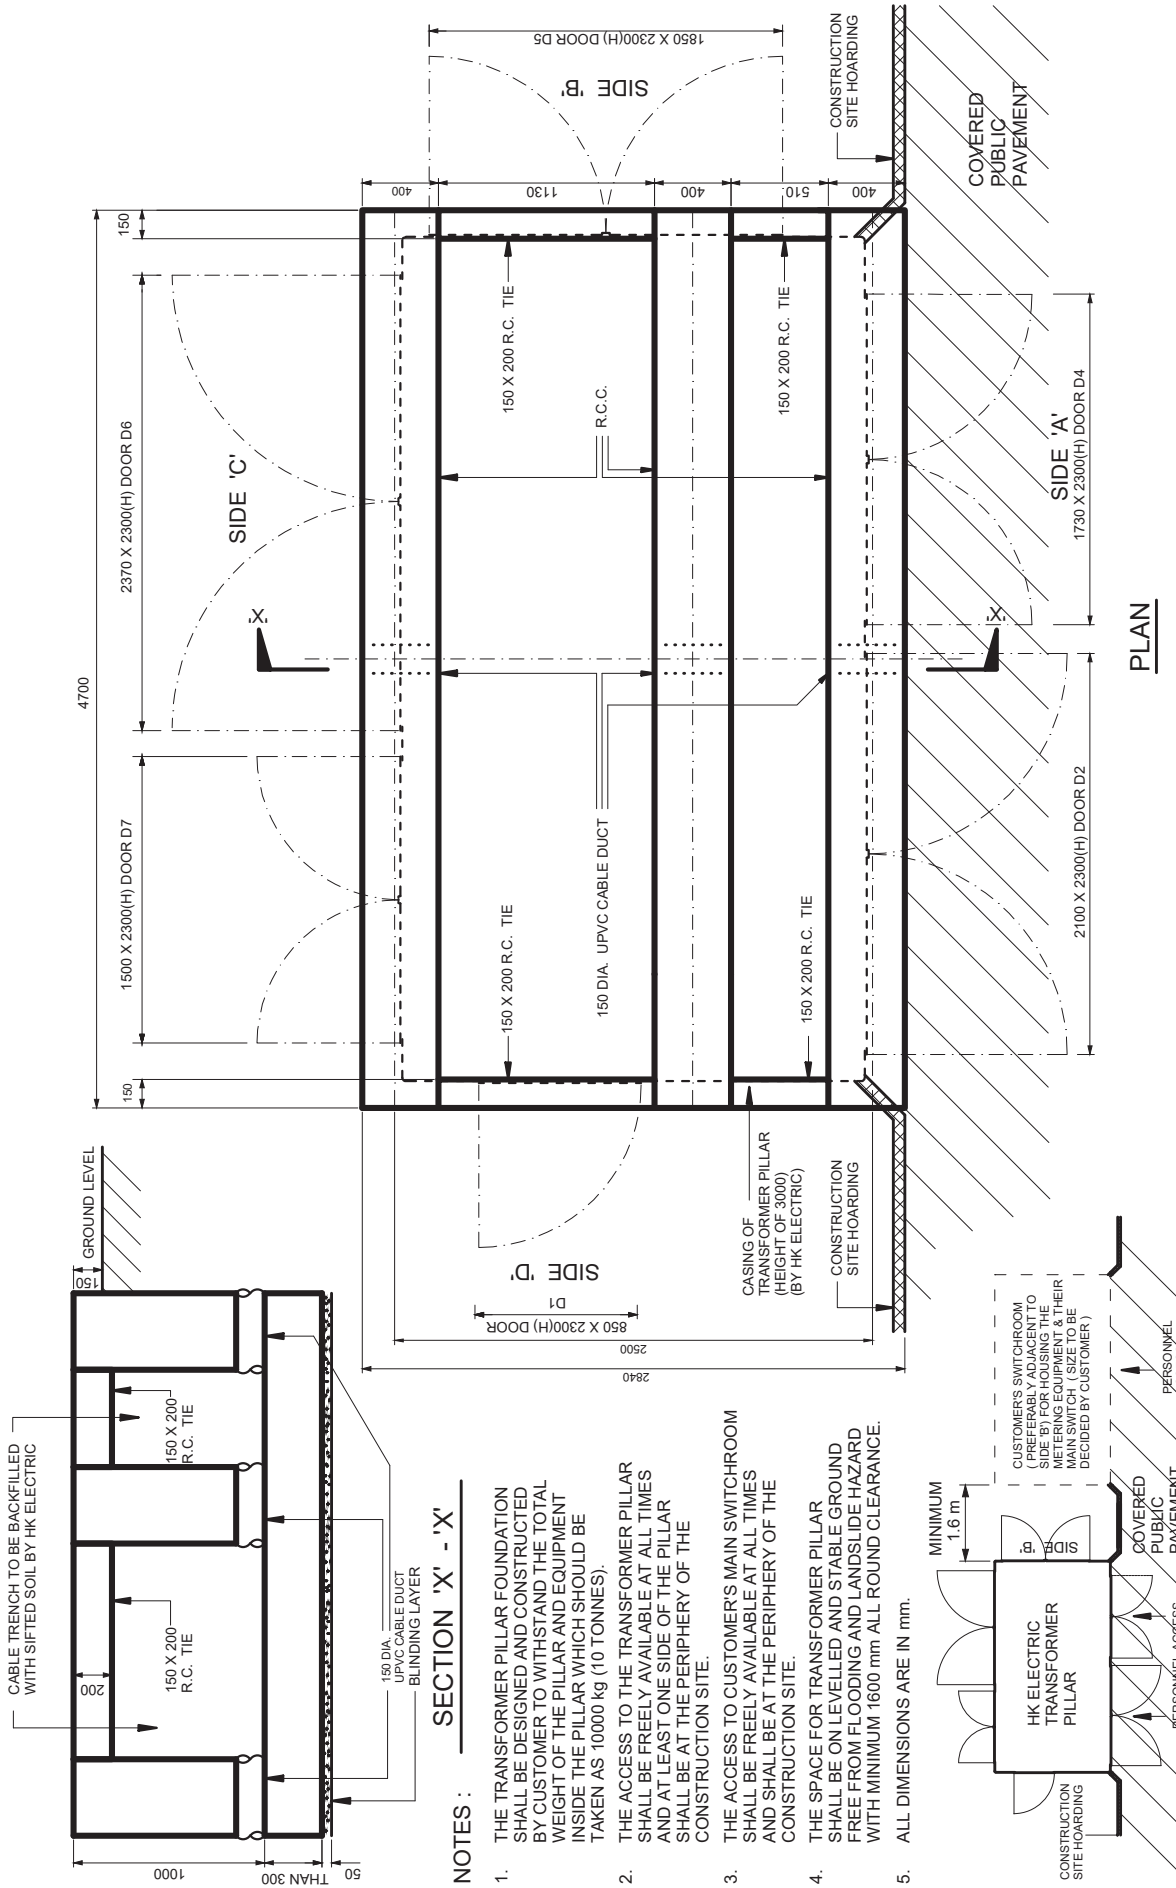 CABLE TRENCH TO BE BACKFILLED
WITH SIFTED SOIL BY HK ELECTRIC
GROUND LEVEL
150
200
150 X 200
R.C. TIE
150 X 200
R.C. TIE
1000
THAN 300
50
150 DIA.
UPVC CABLE DUCT
BLINDING LAYER
SECTION 'X' - 'X'
NOTES :
1. THE TRANSFORMER PILLAR FOUNDATION
SHALL BE DESIGNED AND CONSTRUCTED
BY CUSTOMER TO WITHSTAND THE TOTAL
WEIGHT OF THE PILLAR AND EQUIPMENT
INSIDE THE PILLAR WHICH SHOULD BE
TAKEN AS 10000 kg (10 TONNES).
2. THE ACCESS TO THE TRANSFORMER PILLAR
SHALL BE FREELY AVAILABLE AT ALL TIMES
AND AT LEAST ONE SIDE OF THE PILLAR
SHALL BE AT THE PERIPHERY OF THE
CONSTRUCTION SITE.
3. THE ACCESS TO CUSTOMER'S MAIN SWITCHROOM
SHALL BE FREELY AVAILABLE AT ALL TIMES
AND SHALL BE AT THE PERIPHERY OF THE
CONSTRUCTION SITE.
4. THE SPACE FOR TRANSFORMER PILLAR
SHALL BE ON LEVELLED AND STABLE GROUND
FREE FROM FLOODING AND LANDSLIDE HAZARD
WITH MINIMUM 1600 mm ALL ROUND CLEARANCE.
5. ALL DIMENSIONS ARE IN mm.
4700
150
1500 X 2300(H) DOOR D7
2370 X 2300(H) DOOR D6
150
SIDE 'C'
'X'
1850 X 2300(H) DOOR D5
SIDE 'B'
400
1130
400
510
400
150 X 200 R.C. TIE
150 X 200 R.C. TIE
R.C.C.
150 DIA. UPVC CABLE DUCT
150 X 200 R.C. TIE
150 X 200 R.C. TIE
CONSTRUCTION
SITE HOARDING
COVERED
PUBLIC
PAVEMENT
SIDE 'D'
850 X 2300(H) DOOR
D1
2500
2840
CASING OF
TRANSFORMER PILLAR
(HEIGHT OF 3000)
(BY HK ELECTRIC)
CONSTRUCTION
SITE HOARDING
SIDE 'A'
'X'
2100 X 2300(H) DOOR D2
1730 X 2300(H) DOOR D4
PLAN
MINIMUM
1.6 m
SIDE 'B'
HK ELECTRIC
TRANSFORMER
PILLAR
CUSTOMER'S SWITCHROOM
( PREFERABLY ADJACENT TO
SIDE 'B') FOR HOUSING THE
METERING EQUIPMENT & THEIR
MAIN SWITCH ( SIZE TO BE
DECIDED BY CUSTOMER )
CONSTRUCTION
SITE HOARDING
COVERED
PUBLIC
PAVEMENT
PERSONNEL
PERSONNEL ACCESS